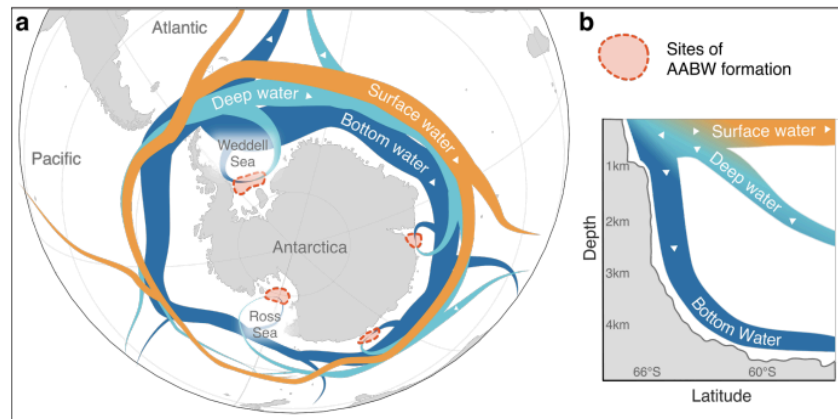 a
Atlantic
Pacific
Deep water
Surface water
Bottom water
Weddell
Sea
Antarctica
Ross
Sea
b
Sites of
AABW formation
Surface water
Deep water
Bottom Water
Depth
1km
2km
3km
4km
66°S
60°S
Latitude